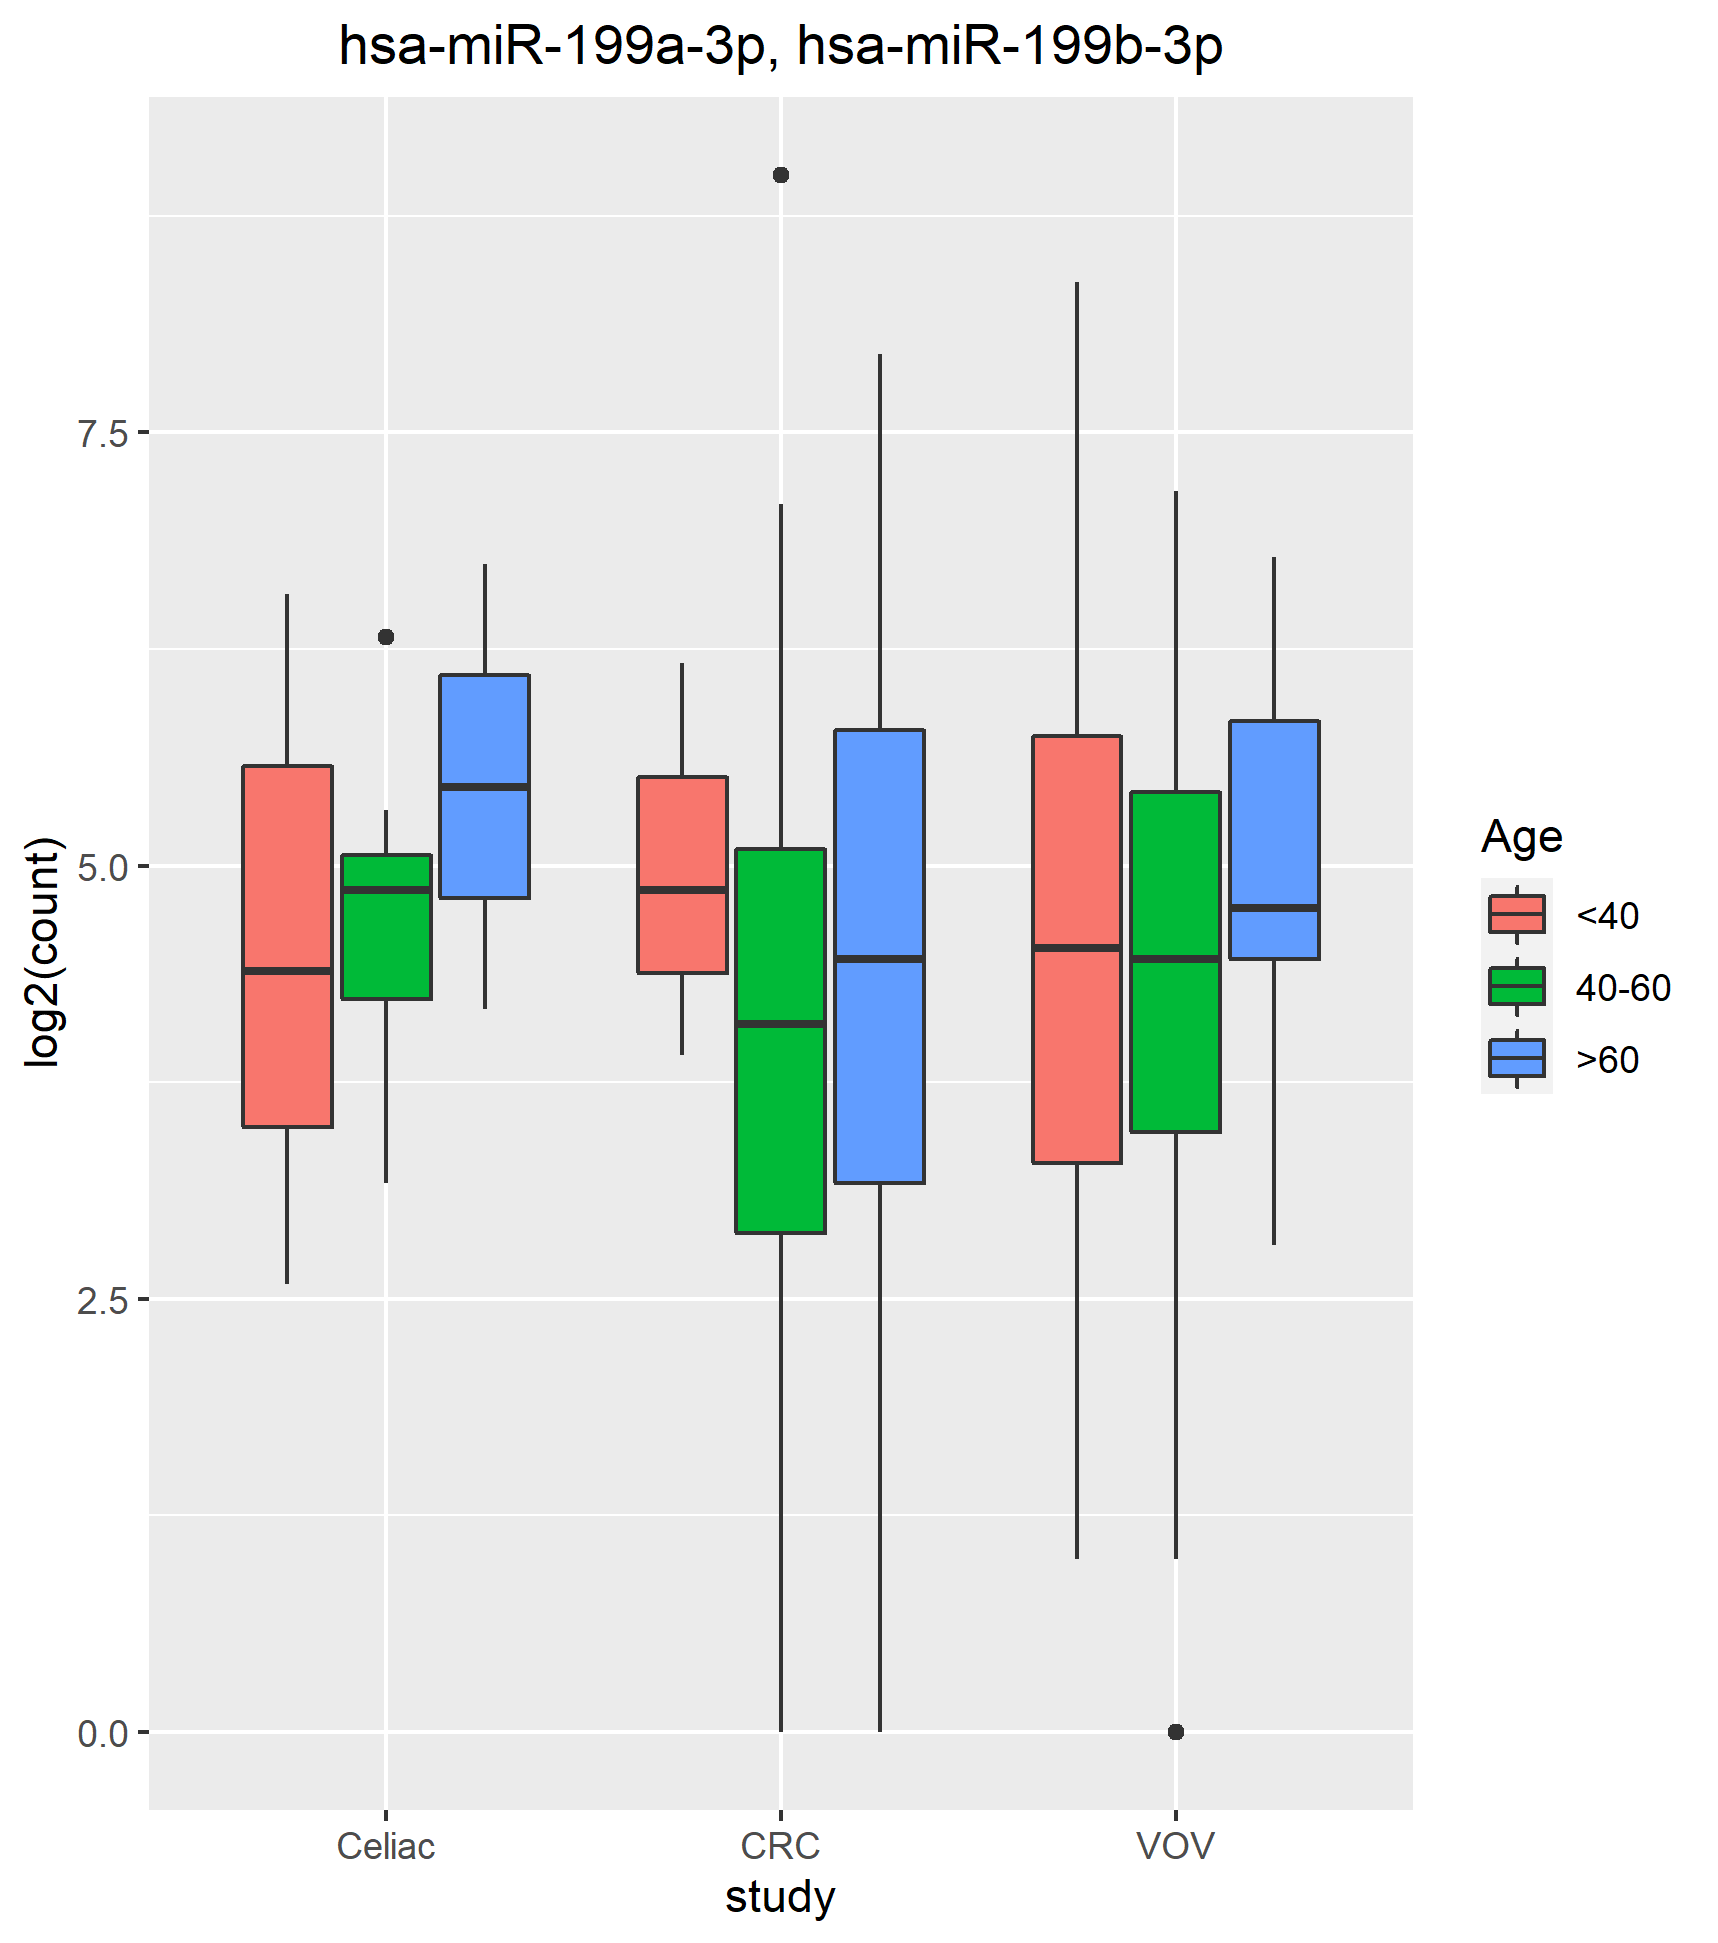 hsa-miR-199a-3p, hsa-miR-199b-3p
log2(count)
7.5
5.0
2.5
0.0
Celiac CRC VOV
study
Age
<40
40-60
>60